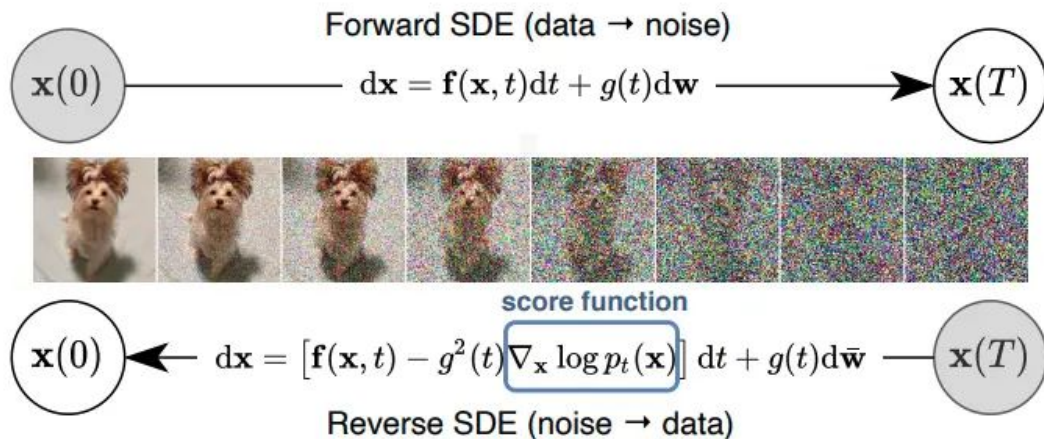 Forward SDE (data → noise)
x(0) dx = f(x, t)dt + g(t)dw x(T)
score function
x(0) dx = [f(x, t) − g²(t)∇ₓ log pₜ(x)] dt + g(t)dw̄ x(T)
Reverse SDE (noise → data)